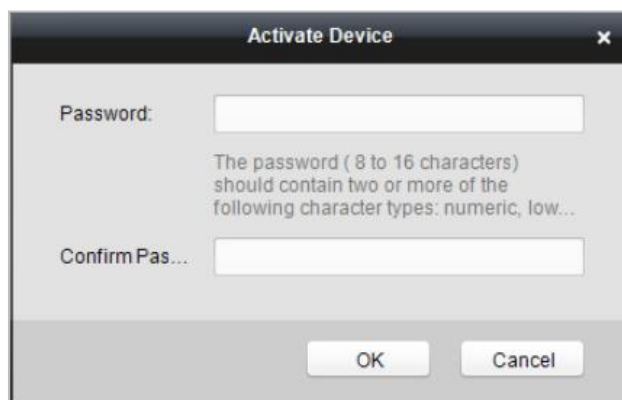 Activate Device
Password:
The password ( 8 to 16 characters)
should contain two or more of the
following character types: numeric, low...
Confirm Pas...
OK Cancel